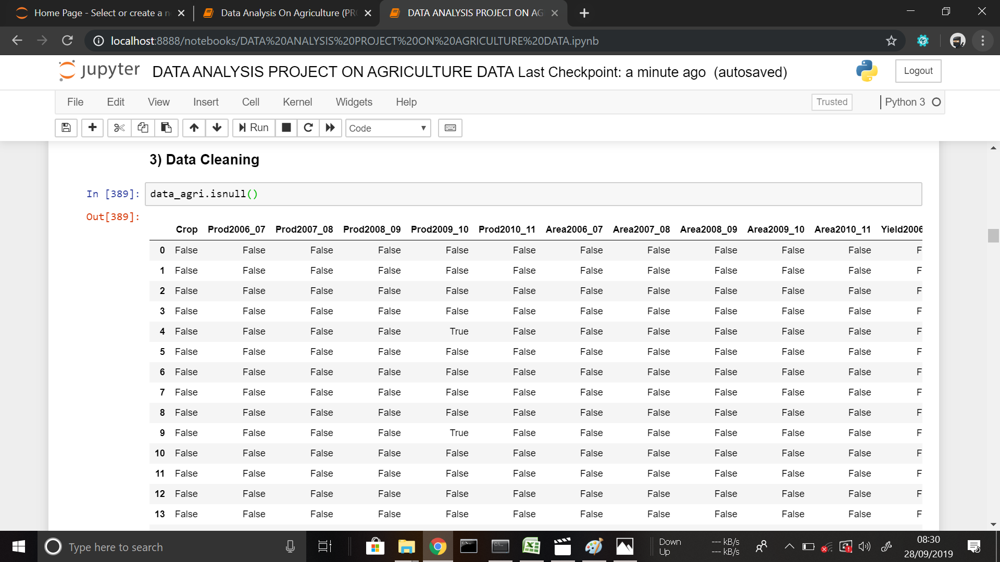 Home Page - Select or create a n
Data Analysis On Agriculture (PR
DATA ANALYSIS PROJECT ON AG
localhost:8888/notebooks/DATA%20ANALYSIS%20PROJECT%20ON%20AGRICULTURE%20DATA.ipynb
jupyter DATA ANALYSIS PROJECT ON AGRICULTURE DATA Last Checkpoint: a minute ago (autosaved) Logout
File Edit View Insert Cell Kernel Widgets Help Trusted Python 3
Run Code
3) Data Cleaning
In [389]: data_agri.isnull()
Out[389]:
Crop Prod2006_07 Prod2007_08 Prod2008_09 Prod2009_10 Prod2010_11 Area2006_07 Area2007_08 Area2008_09 Area2009_10 Area2010_11 Yield2006
0 False False False False False False False False False False False F
1 False False False False False False False False False False False F
2 False False False False False False False False False False False F
3 False False False False False False False False False False False F
4 False False False False True False False False False False False F
5 False False False False False False False False False False False F
6 False False False False False False False False False False False F
7 False False False False False False False False False False False F
8 False False False False False False False False False False False F
9 False False False False True False False False False False False F
10 False False False False False False False False False False False F
11 False False False False False False False False False False False F
12 False False False False False False False False False False False F
13 False False False False False False False False False False False F
Type here to search
Down --- kB/s
Up --- kB/s
08:30
28/09/2019